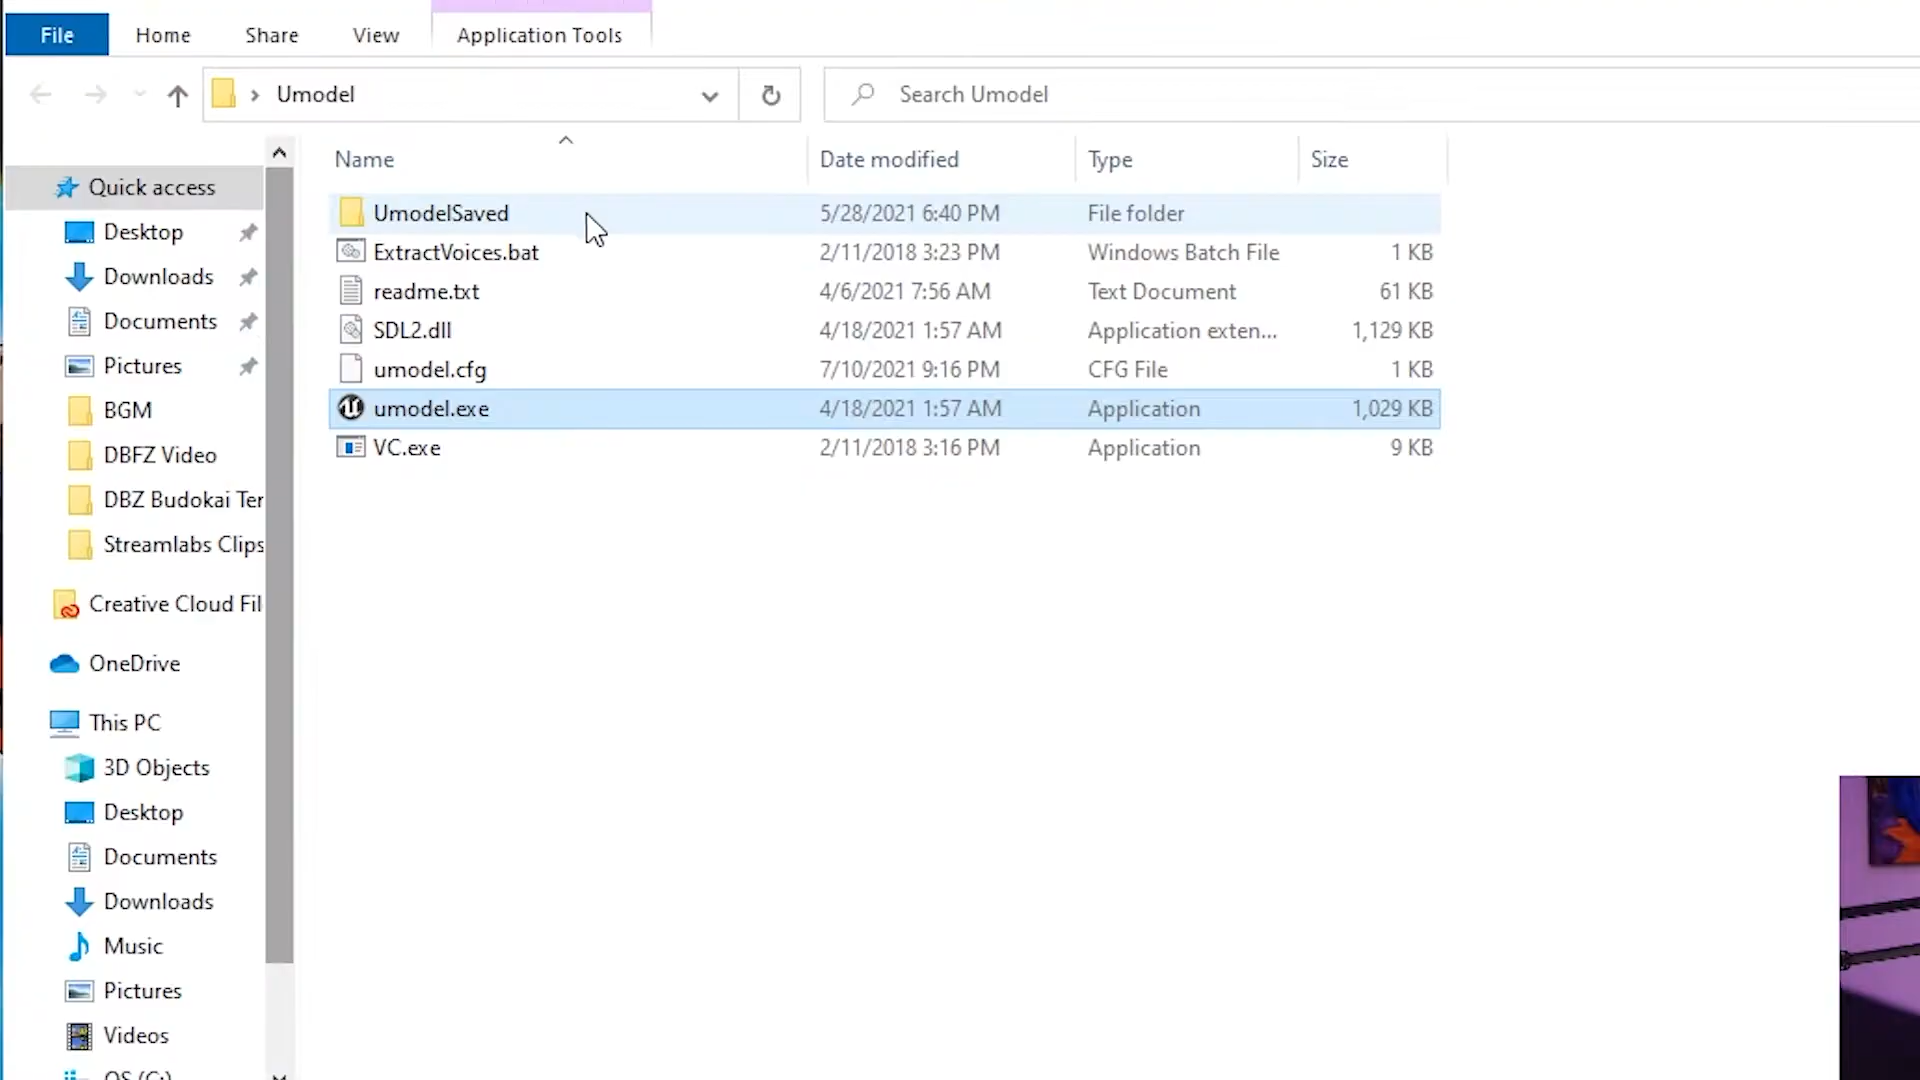 File Home Share View Application Tools
Umodel
Search Umodel
Name Date modified Type Size
Quick access
Desktop
Downloads
Documents
Pictures
BGM
DBFZ Video
DBZ Budokai Ter
Streamlabs Clips
Creative Cloud Fil
OneDrive
This PC
3D Objects
Desktop
Documents
Downloads
Music
Pictures
Videos
UmodelSaved 5/28/2021 6:40 PM File folder
ExtractVoices.bat 2/11/2018 3:23 PM Windows Batch File 1 KB
readme.txt 4/6/2021 7:56 AM Text Document 61 KB
SDL2.dll 4/18/2021 1:57 AM Application exten... 1,129 KB
umodel.cfg 7/10/2021 9:16 PM CFG File 1 KB
umodel.exe 4/18/2021 1:57 AM Application 1,029 KB
VC.exe 2/11/2018 3:16 PM Application 9 KB